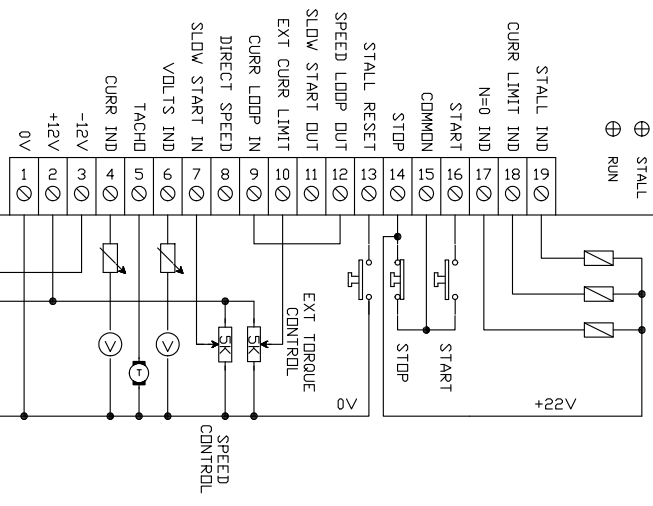 0V
+12V
-12V
CURR IND
TACHO
VOLTS IND
SLOW START IN
DIRECT SPEED
CURR LOOP IN
EXT CURR LIMIT
SLOW START OUT
SPEED LOOP OUT
STALL RESET
STOP
COMMON
START
N=0 IND
CURR LIMIT IND
STALL IND
RUN
STALL
1
2
3
4
5
6
7
8
9
10
11
12
13
14
15
16
17
18
19
V
T
V
5K
5K
EXT TORQUE
CONTROL
STOP
START
0V
+22V
SPEED
CONTROL